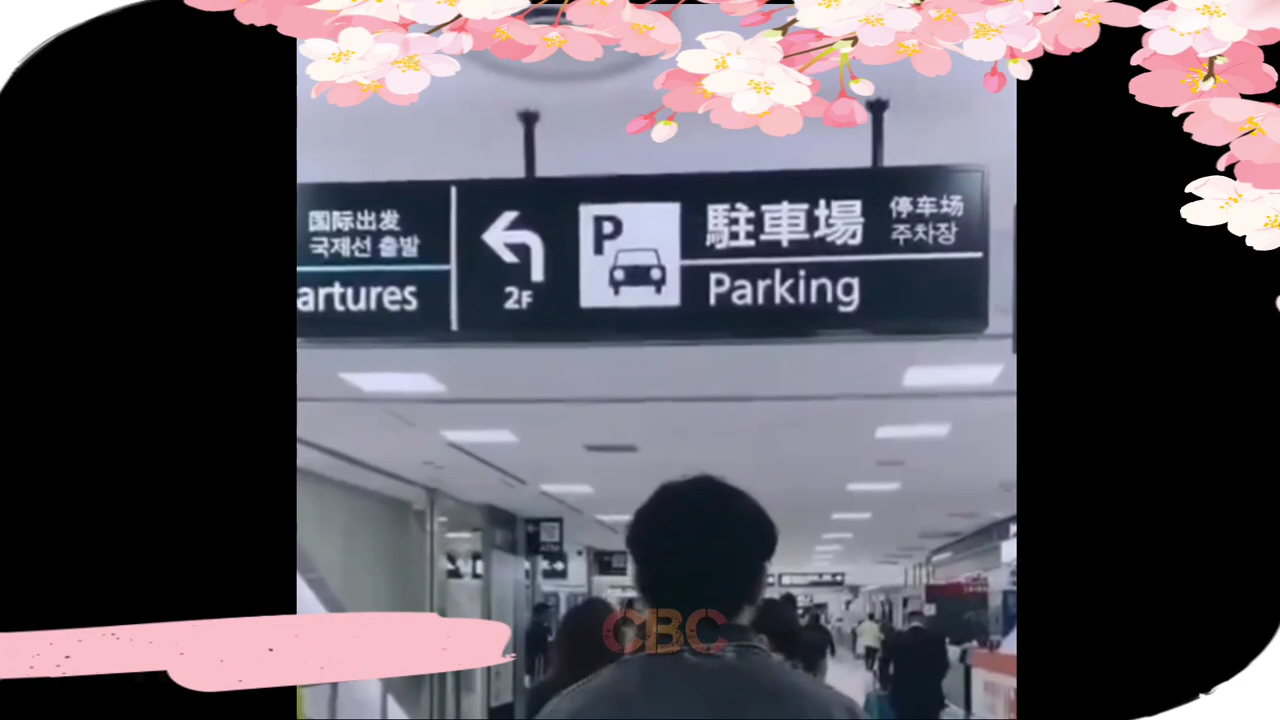 国际出发
국제선 출발
artures
2F
P
駐車場
停车场
주차장
Parking
CBC